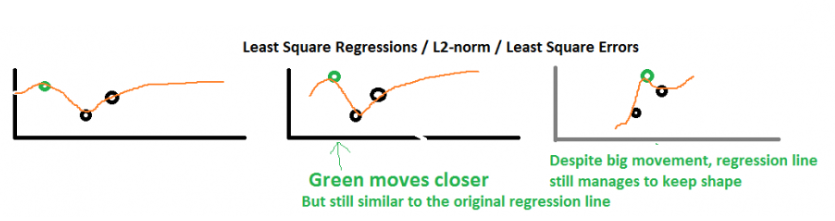 Least Square Regressions / L2-norm / Least Square Errors
Green moves closer
But still similar to the original regression line
Despite big movement, regression line
still manages to keep shape